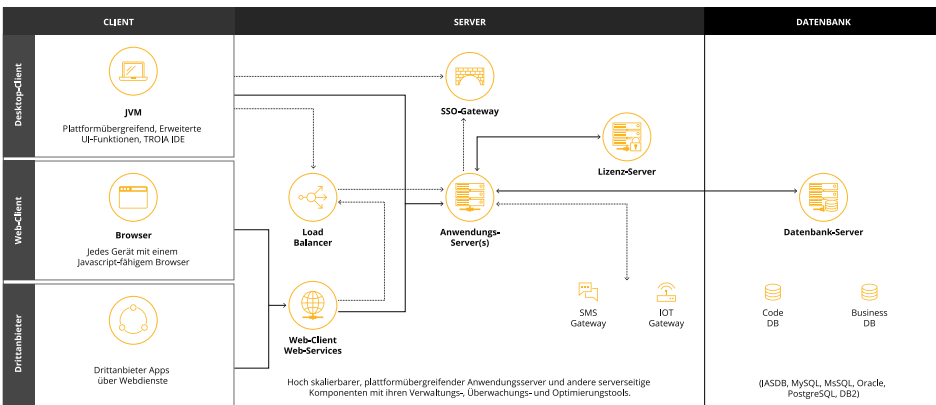 CLIENT
SERVER
DATENBANK
Desktop-Client
JVM
Plattformübergreifend, Erweiterte
UI-Funktionen, TROIA IDE
SSO-Gateway
Lizenz-Server
Web-Client
Browser
Jedes Gerät mit einem
Javascript-fähigem Browser
Load
Balancer
Anwendungs-
Server(s)
Datenbank-Server
Drittanbieter
Drittanbieter Apps
über Webdienste
Web-Client
Web-Services
SMS
Gateway
IOT
Gateway
Code
DB
Business
DB
Hoch skalierbarer, plattformübergreifender Anwendungsserver und andere serverseitige
Komponenten mit ihren Verwaltungs-, Überwachungs- und Optimierungstools.
(IASDB, MySQL, MsSQL, Oracle,
PostgreSQL, DB2)